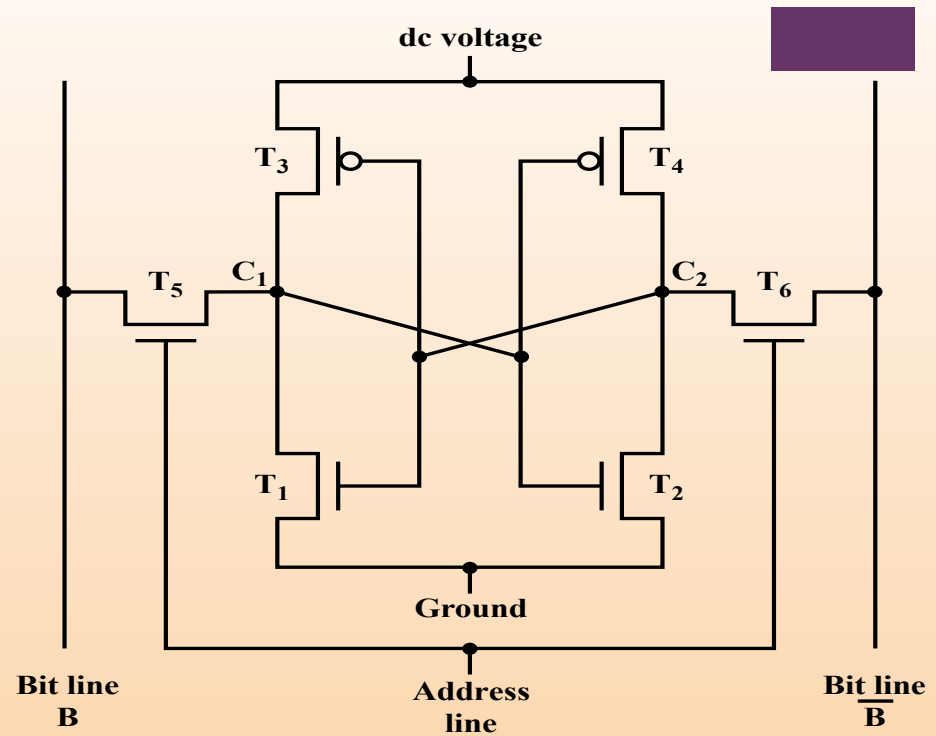 dc voltage
T₃
T₄
T₅
C₁
C₂
T₆
T₁
T₂
Ground
Bit line
B
Address
line
Bit line
B̅